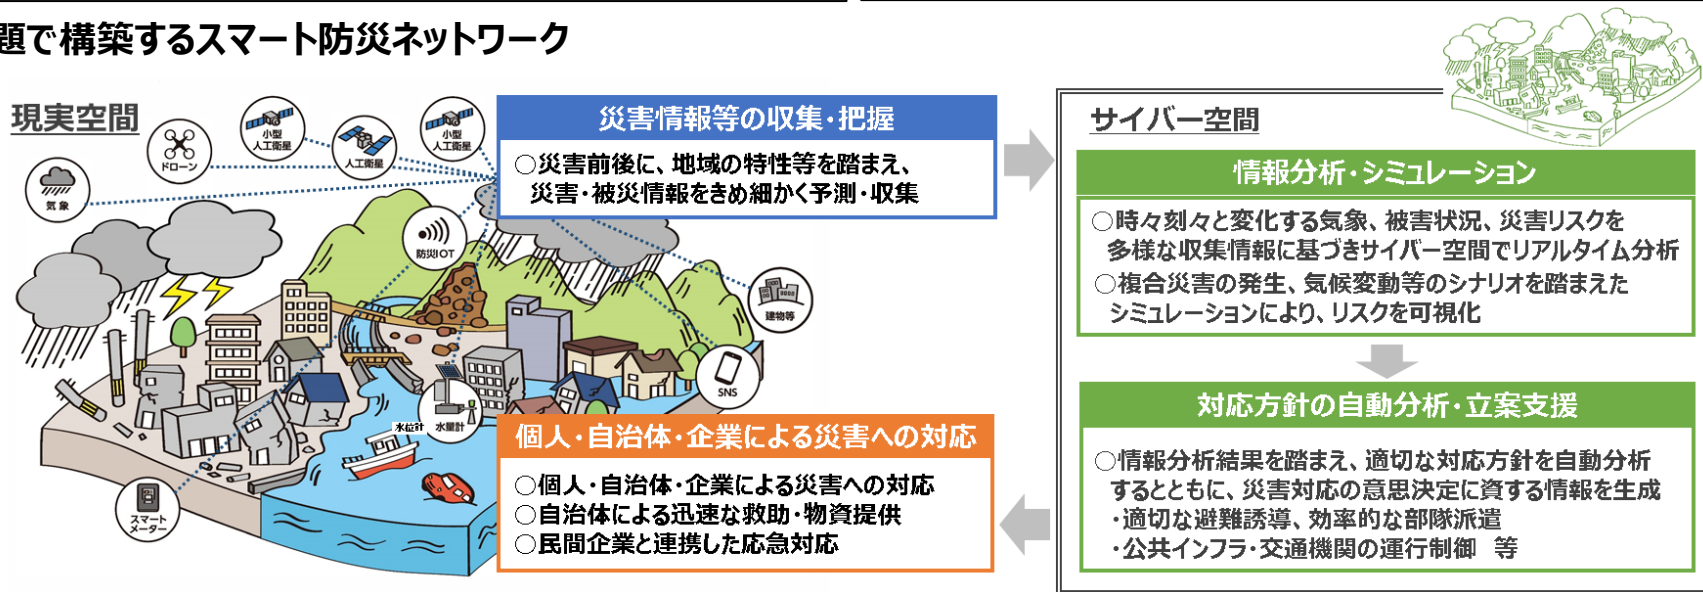 題で構築するスマート防災ネットワーク
現実空間
気象
ドローン
小型
人工衛星
人工衛星
小型
人工衛星
防災IOT
建物等
SNS
水位計
水量計
スマート
メーター
災害情報等の収集・把握
○災害前後に、地域の特性等を踏まえ、
災害・被災情報をきめ細かく予測・収集
サイバー空間
情報分析・シミュレーション
○時々刻々と変化する気象、被害状況、災害リスクを
多様な収集情報に基づきサイバー空間でリアルタイム分析
○複合災害の発生、気候変動等のシナリオを踏まえた
シミュレーションにより、リスクを可視化
対応方針の自動分析・立案支援
○情報分析結果を踏まえ、適切な対応方針を自動分析
するとともに、災害対応の意思決定に資する情報を生成
・適切な避難誘導、効率的な部隊派遣
・公共インフラ・交通機関の運行制御 等
個人・自治体・企業による災害への対応
○個人・自治体・企業による災害への対応
○自治体による迅速な救助・物資提供
○民間企業と連携した応急対応